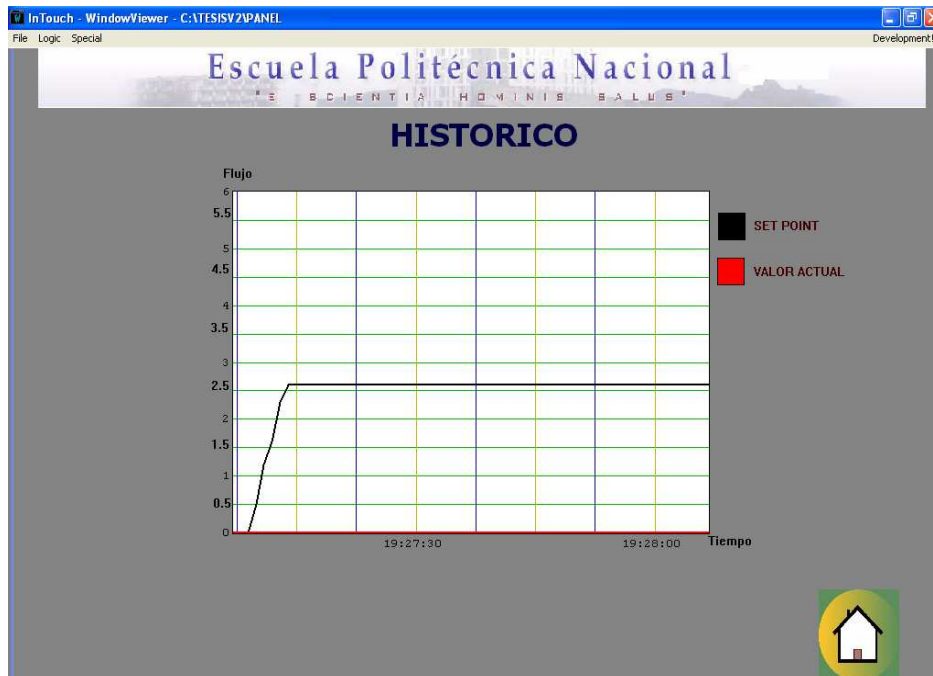 InTouch - WindowViewer - C:\TESISV2\PANEL
File Logic Special Development!
Escuela Politécnica Nacional
"E SCIENTIA HOMINIS SALUS"
HISTORICO
Flujo
6
5.5
5
4.5
4
3.5
3
2.5
2
1.5
1
0.5
0
SET POINT
VALOR ACTUAL
19:27:30 19:28:00 Tiempo